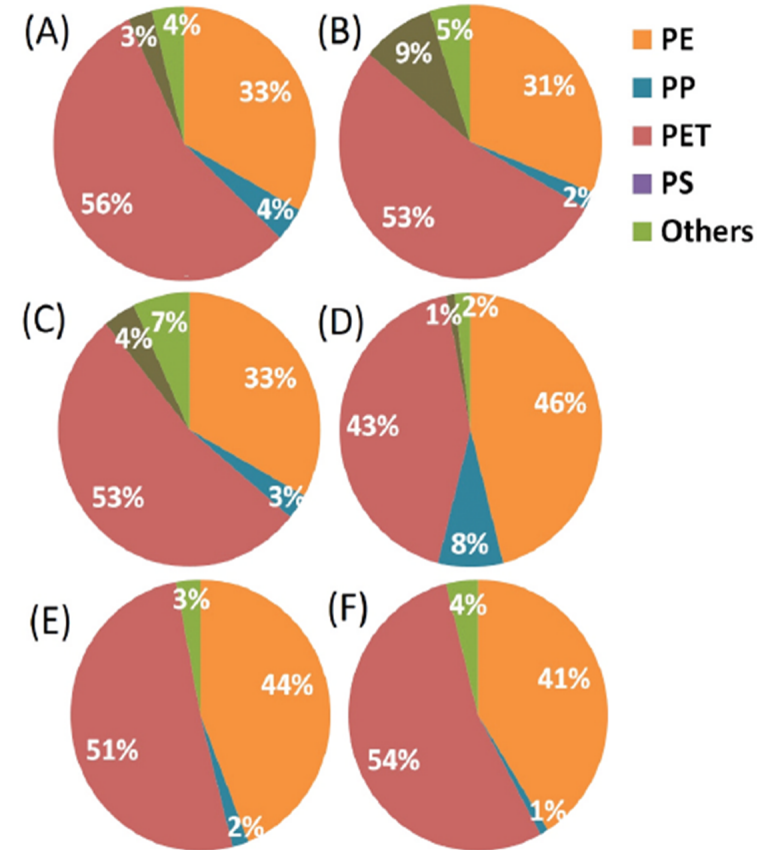 (A)
3%
4%
33%
4%
56%
(B)
9%
5%
31%
2%
53%
PE
PP
PET
PS
Others
(C)
4%
7%
33%
3%
53%
(D)
1%
2%
46%
8%
43%
(E)
3%
44%
2%
51%
(F)
4%
41%
1%
54%